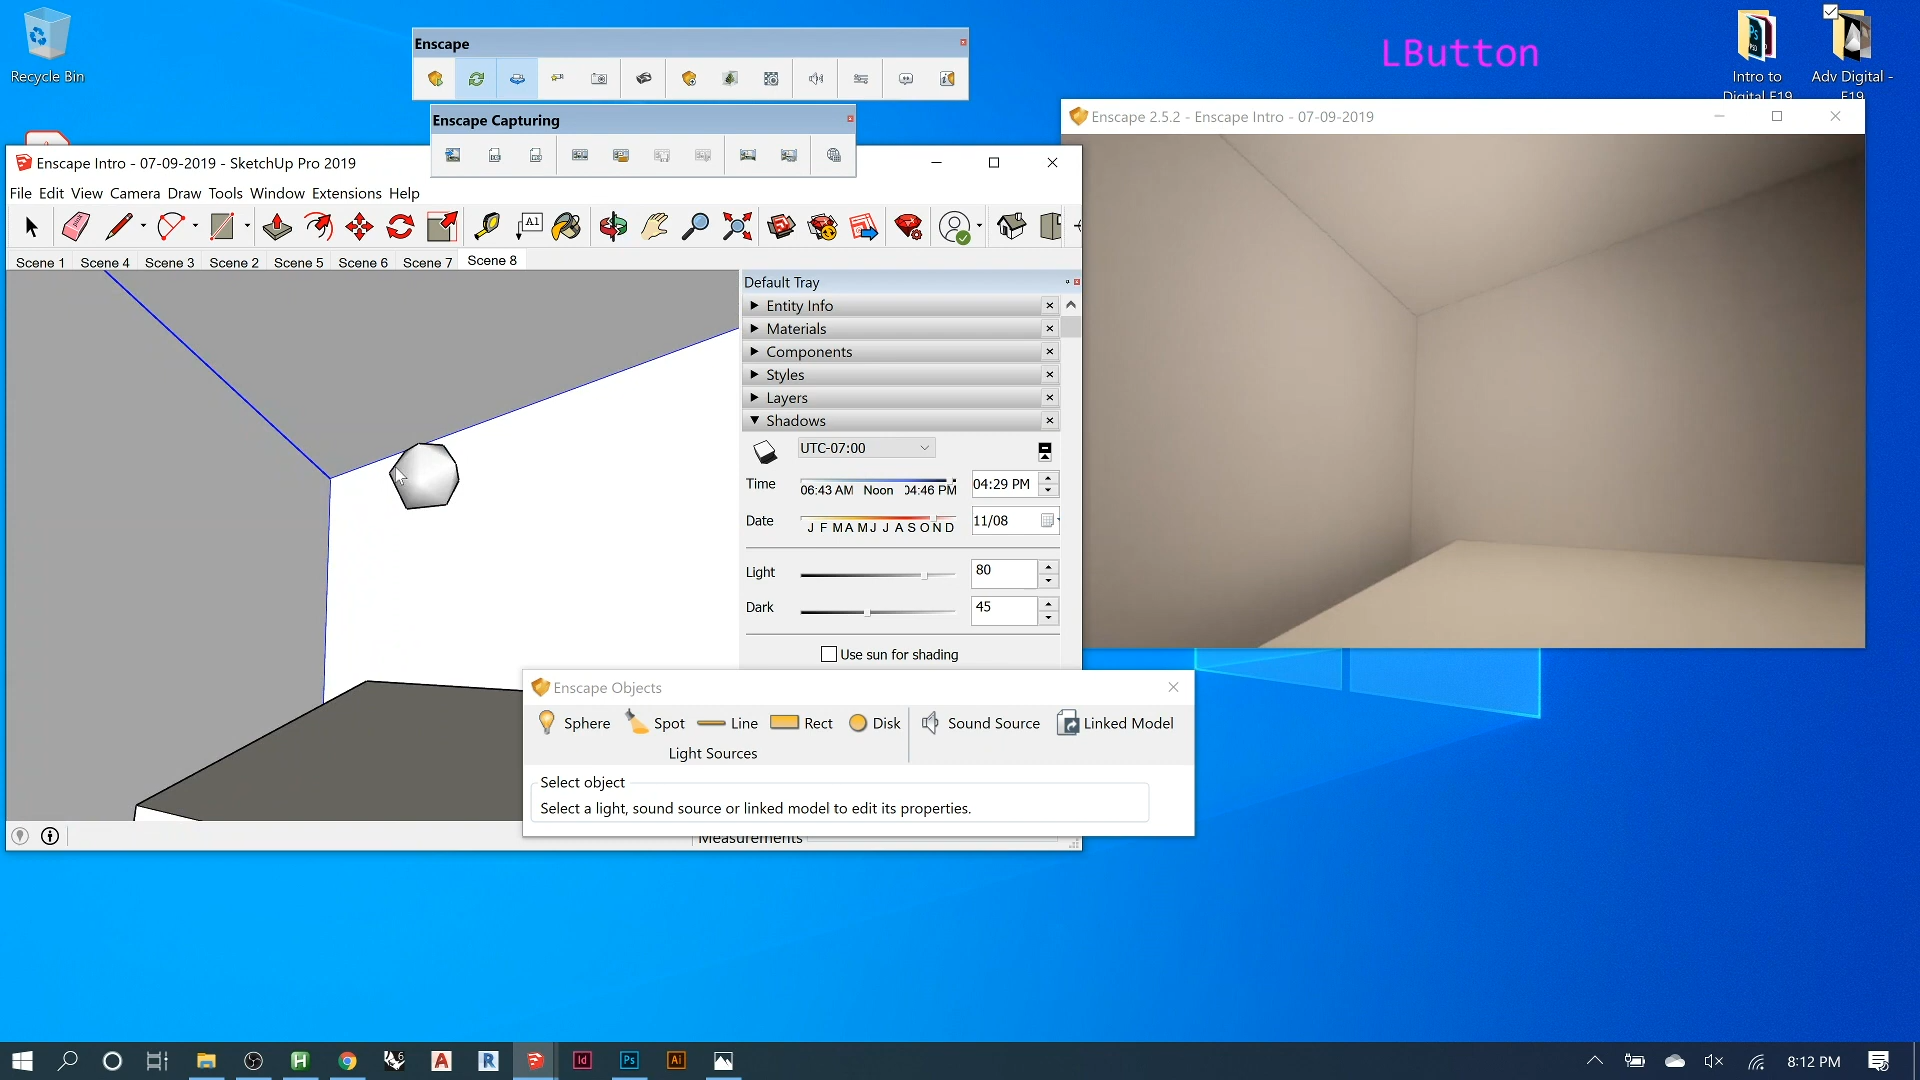 Recycle Bin
Enscape
LButton
Intro to
Digital F19
Adv Digital -
F19
Enscape Capturing
Enscape 2.5.2 - Enscape Intro - 07-09-2019
Enscape Intro - 07-09-2019 - SketchUp Pro 2019
File Edit View Camera Draw Tools Window Extensions Help
Scene 1 Scene 4 Scene 3 Scene 2 Scene 5 Scene 6 Scene 7 Scene 8
Default Tray
Entity Info
Materials
Components
Styles
Layers
Shadows
UTC-07:00
Time 06:43 AM Noon 04:46 PM 04:29 PM
Date J F M A M J J A S O N D 11/08
Light 80
Dark 45
Use sun for shading
Enscape Objects
Sphere Spot Line Rect Disk Sound Source Linked Model
Light Sources
Select object
Select a light, sound source or linked model to edit its properties.
Measurements
8:12 PM